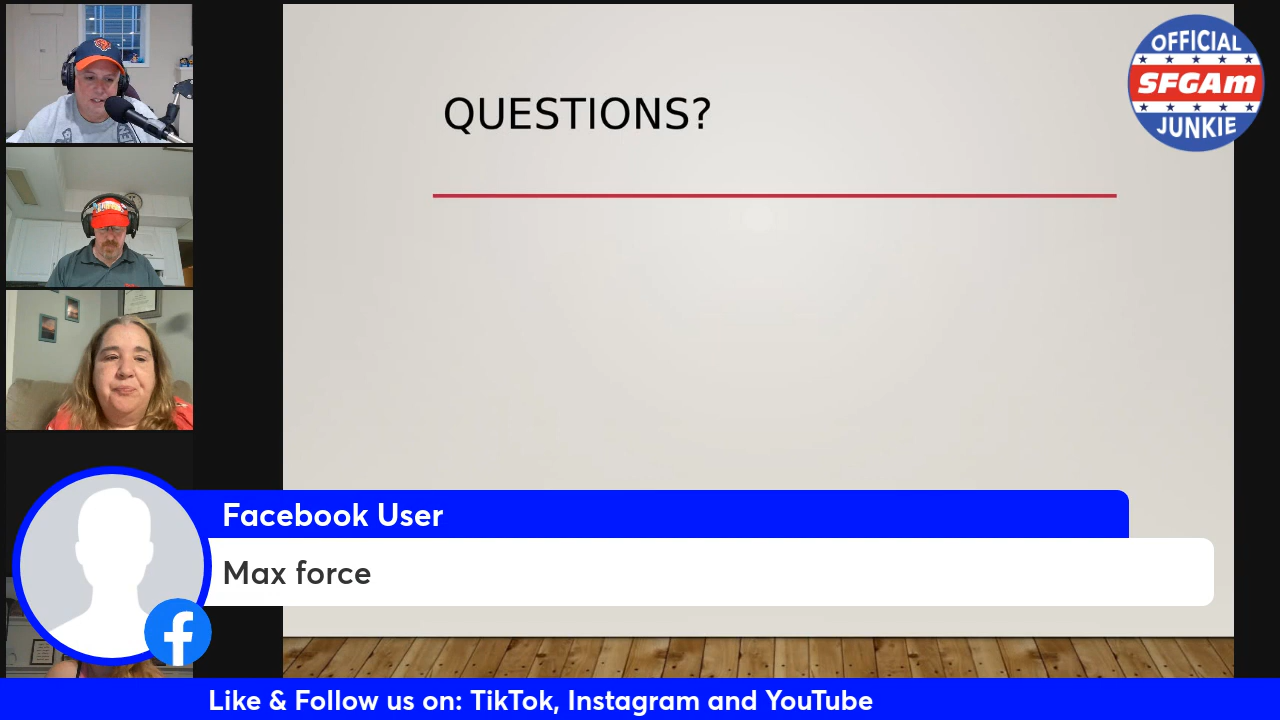 QUESTIONS?
OFFICIAL
SFGAm
JUNKIE
Facebook User
Max force
Like & Follow us on: TikTok, Instagram and YouTube